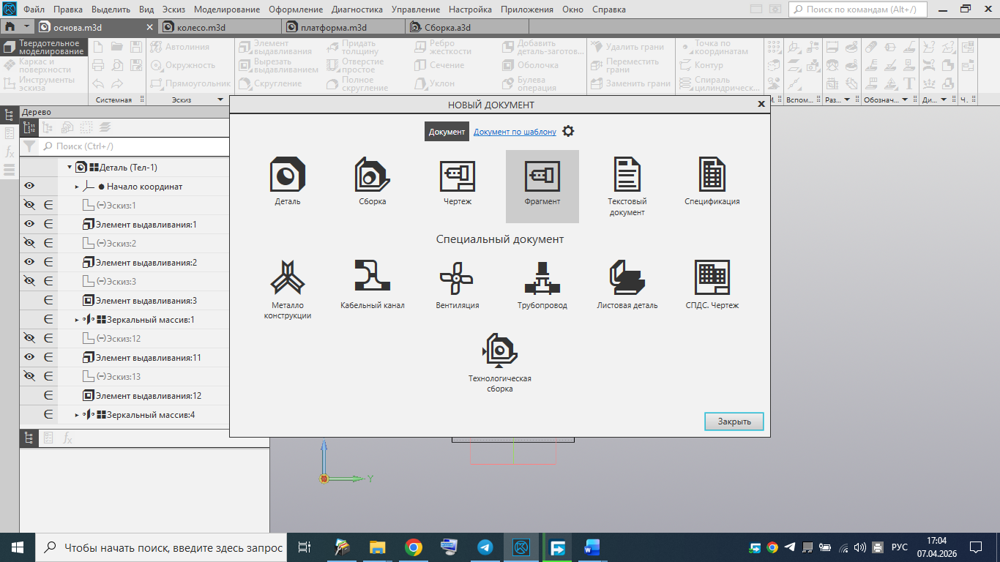 Файл Правка Выделить Вид Эскиз Моделирование Оформление Диагностика Управление Настройка Приложения Окно Справка
Поиск по командам (Alt+/)
основа.m3d
колесо.m3d
платформа.m3d
Сборка.a3d
Твердотельное
моделирование
Каркас и
поверхности
Инструменты
эскиза
Системная
Автолиния
Окружность
Прямоугольник
Эскиз
Элемент
выдавливания
Вырезать
выдавливанием
Скругление
Придать
толщину
Отверстие
простое
Полное
скругление
Ребро
жесткости
Сечение
Уклон
Добавить
деталь-заготов...
Оболочка
Булева
операция
Удалить грани
Переместить
грани
Заменить грани
Точка по
координатам
Контур
Спираль
цилиндрическ...
Вспом...
Раз...
Обознач...
Ди...
Ч.
Дерево
Поиск (Ctrl+/)
Деталь (Тел-1)
Начало координат
(−)Эскиз:1
Элемент выдавливания:1
(−)Эскиз:2
Элемент выдавливания:2
(−)Эскиз:3
Элемент выдавливания:3
Зеркальный массив:1
(−)Эскиз:12
Элемент выдавливания:11
(−)Эскиз:13
Элемент выдавливания:12
Зеркальный массив:4
НОВЫЙ ДОКУМЕНТ
Документ Документ по шаблону
Деталь
Сборка
Чертеж
Фрагмент
Текстовый
документ
Спецификация
Специальный документ
Металло
конструкции
Кабельный канал
Вентиляция
Трубопровод
Листовая деталь
СПДС. Чертеж
Технологическая
сборка
Закрыть
Y
Чтобы начать поиск, введите здесь запрос
РУС
17:04
07.04.2026